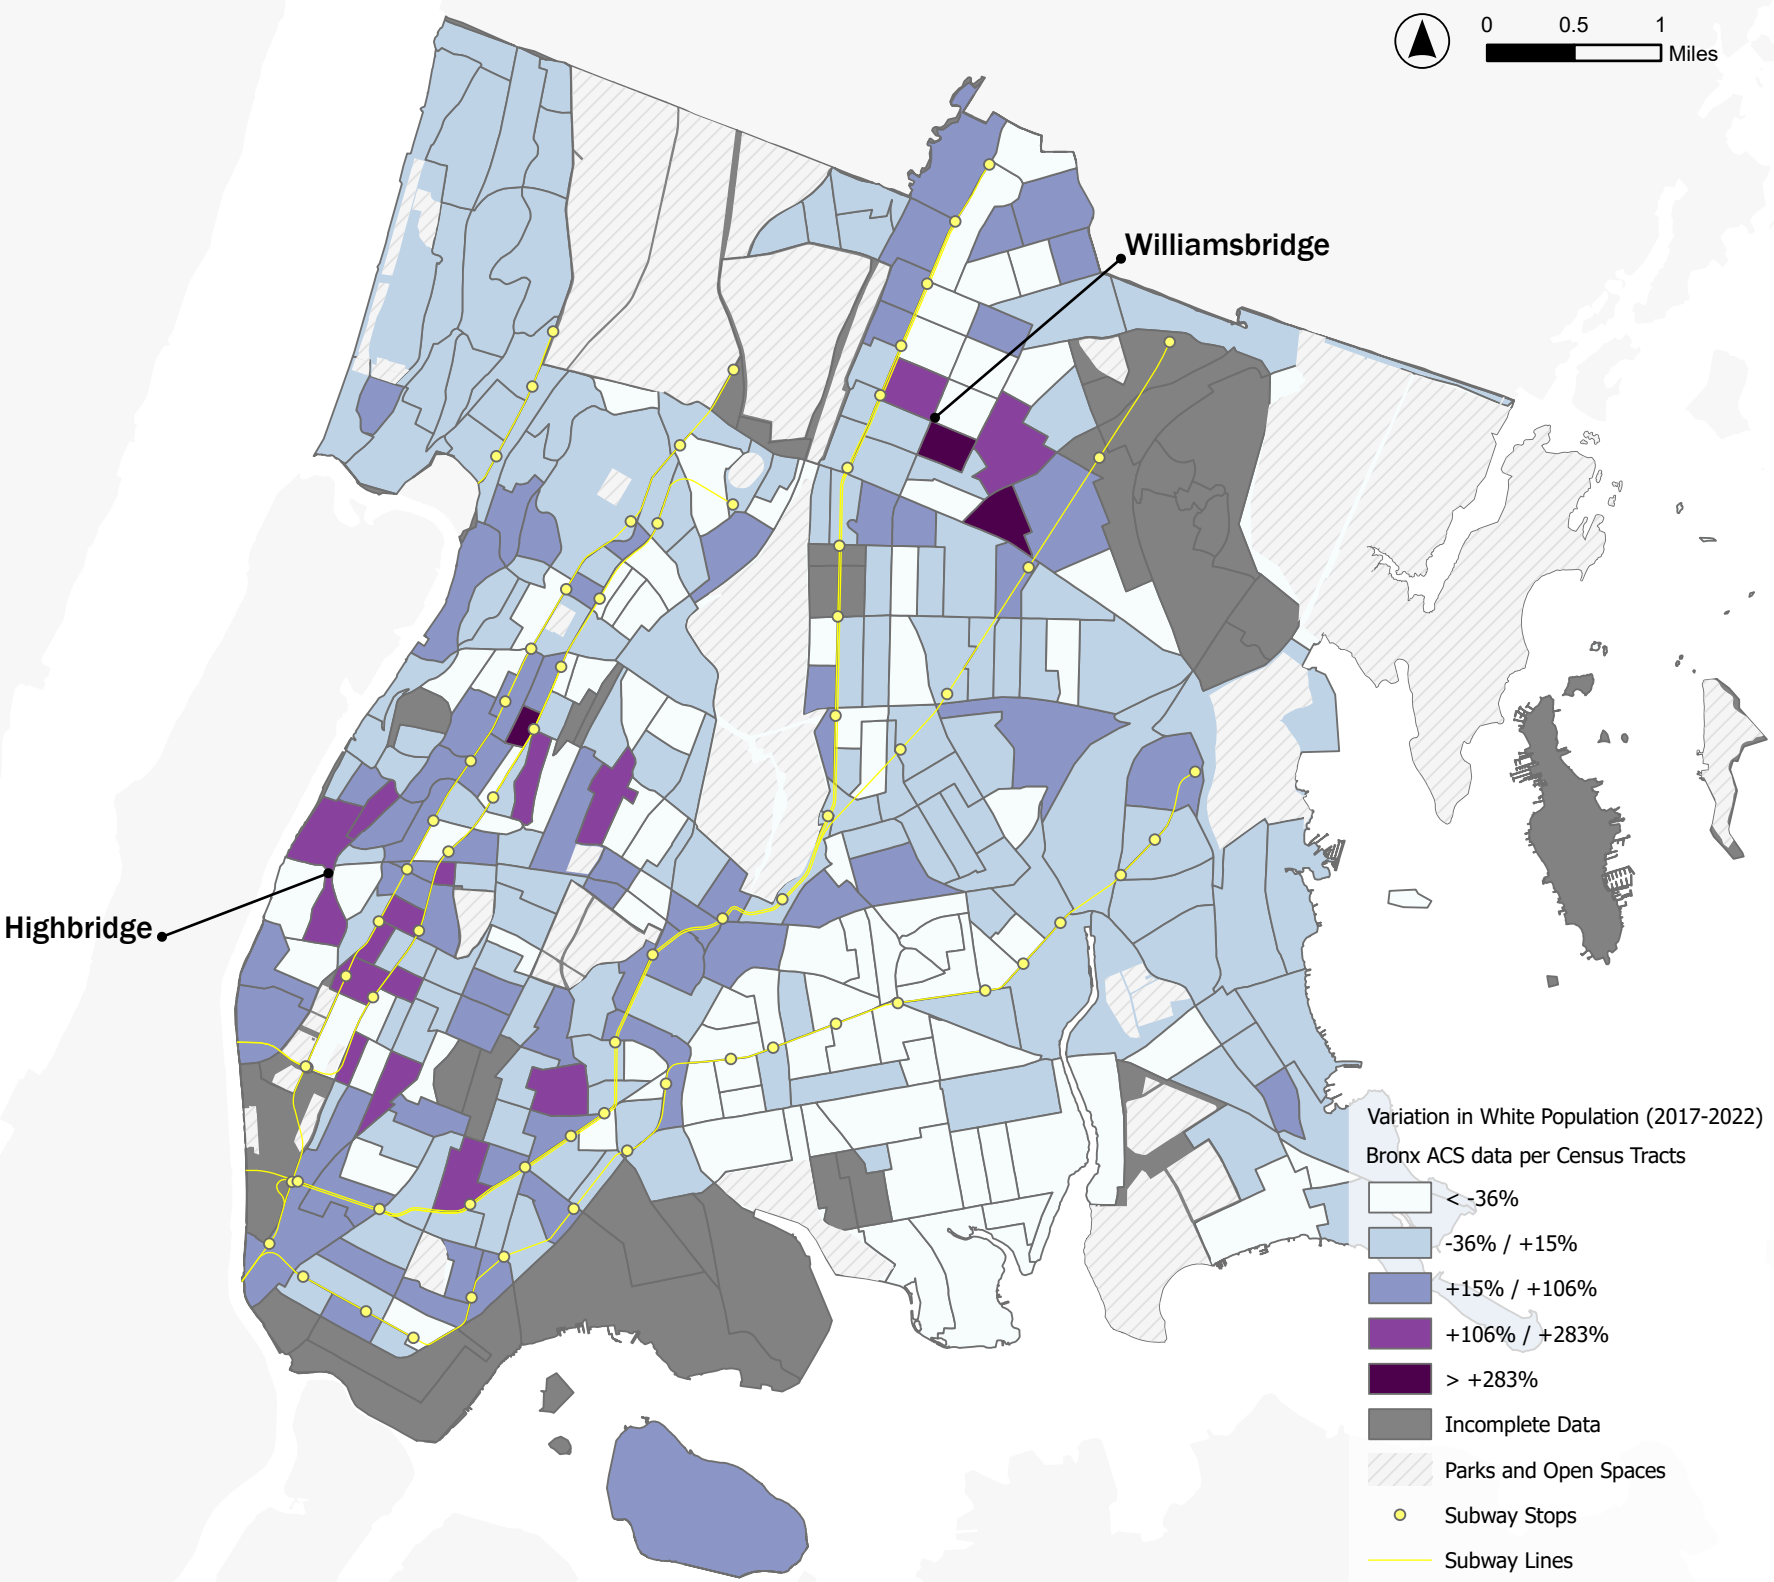 0 0.5 1
Miles
Williamsbridge
Highbridge
Variation in White Population (2017-2022)
Bronx ACS data per Census Tracts
< -36%
-36% / +15%
+15% / +106%
+106% / +283%
> +283%
Incomplete Data
Parks and Open Spaces
Subway Stops
Subway Lines